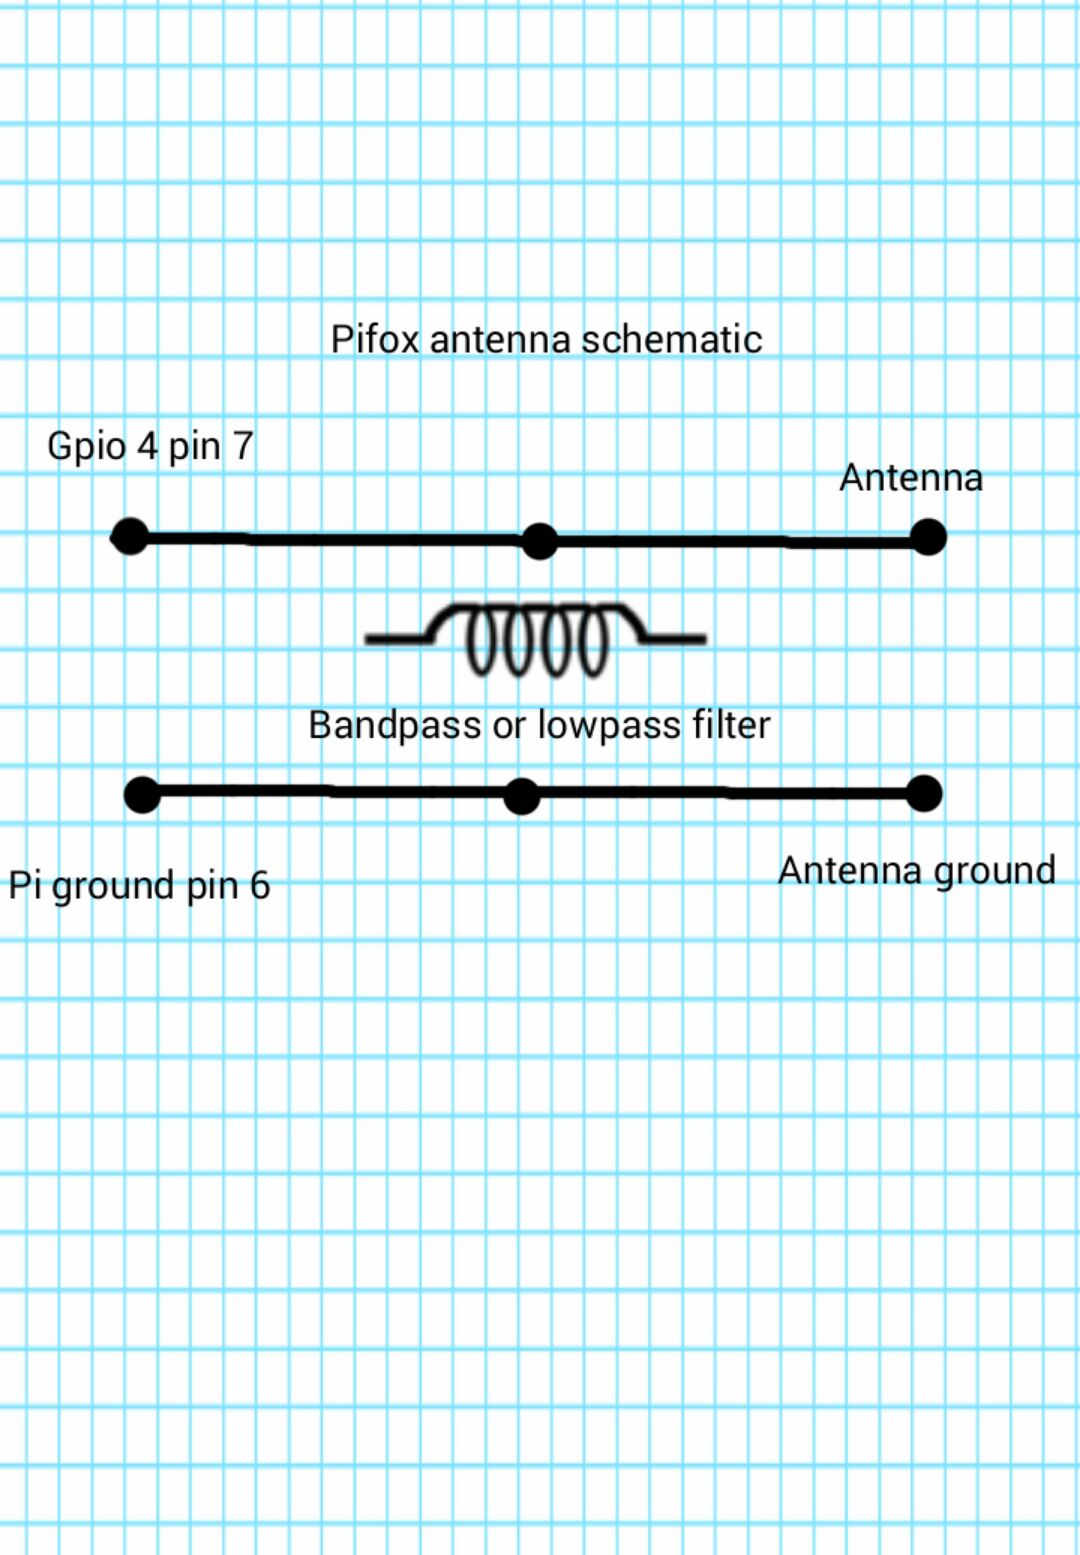 Pifox antenna schematic
Gpio 4 pin 7
Antenna
Bandpass or lowpass filter
Pi ground pin 6
Antenna ground